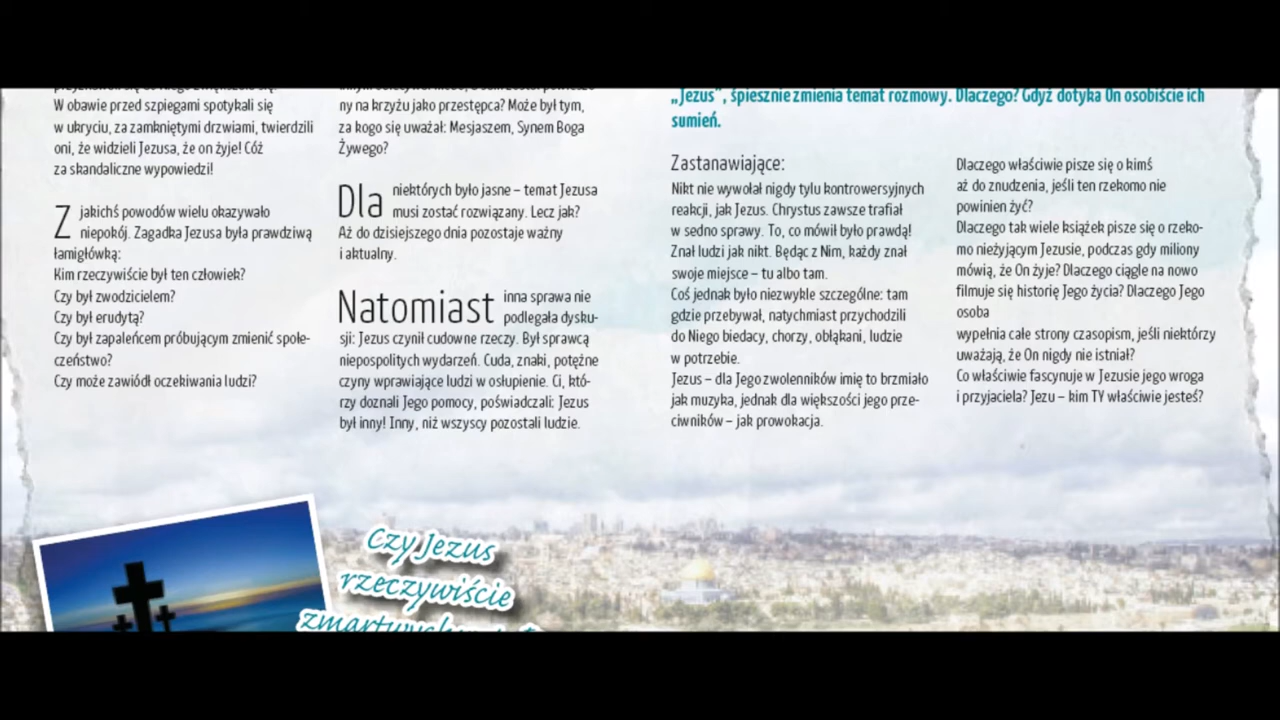 W obawie przed szpiegami spotykali się
w ukryciu, za zamkniętymi drzwiami, twierdzili
oni, że widzieli Jezusa, że on żyje! Cóż
za skandaliczne wypowiedzi!
Z jakichś powodów wielu okazywało
niepokój. Zagadka Jezusa była prawdziwą
łamigłówką:
Kim rzeczywiście był ten człowiek?
Czy był zwodzicielem?
Czy był erudytą?
Czy był zapaleńcem próbującym zmienić społe-
czeństwo?
Czy może zawiódł oczekiwania ludzi?
ny na krzyżu jako przestępca? Może był tym,
za kogo się uważał: Mesjaszem, Synem Boga
Żywego?
Dla niektórych było jasne – temat Jezusa
musi zostać rozwiązany. Lecz jak?
Aż do dzisiejszego dnia pozostaje ważny
i aktualny.
Natomiast inna sprawa nie
podlegała dysku-
sji: Jezus czynił cudowne rzeczy. Był sprawcą
niepospolitych wydarzeń. Cuda, znaki, potężne
czyny wprawiające ludzi w osłupienie. Ci, któ-
rzy doznali Jego pomocy, poświadczali: Jezus
był inny! Inny, niż wszyscy pozostali ludzie.
„Jezus", śpiesznie zmienia temat rozmowy. Dlaczego? Gdyż dotyka On osobiście ich
sumień.
Zastanawiające:
Nikt nie wywołał nigdy tylu kontrowersyjnych
reakcji, jak Jezus. Chrystus zawsze trafiał
w sedno sprawy. To, co mówił było prawdą!
Znał ludzi jak nikt. Będąc z Nim, każdy znał
swoje miejsce – tu albo tam.
Coś jednak było niezwykle szczególne: tam
gdzie przebywał, natychmiast przychodzili
do Niego biedacy, chorzy, obłąkani, ludzie
w potrzebie.
Jezus – dla Jego zwolenników imię to brzmiało
jak muzyka, jednak dla większości jego prze-
ciwników – jak prowokacja.
Dlaczego właściwie pisze się o kimś
aż do znudzenia, jeśli ten rzekomo nie
powinien żyć?
Dlaczego tak wiele książek pisze się o rzeko-
mo nieżyjącym Jezusie, podczas gdy miliony
mówią, że On żyje? Dlaczego ciągle na nowo
filmuje się historię Jego życia? Dlaczego Jego
osoba
wypełnia całe strony czasopism, jeśli niektórzy
uważają, że On nigdy nie istniał?
Co właściwie fascynuje w Jezusie jego wroga
i przyjaciela? Jezu – kim TY właściwie jesteś?
Czy Jezus
rzeczywiście